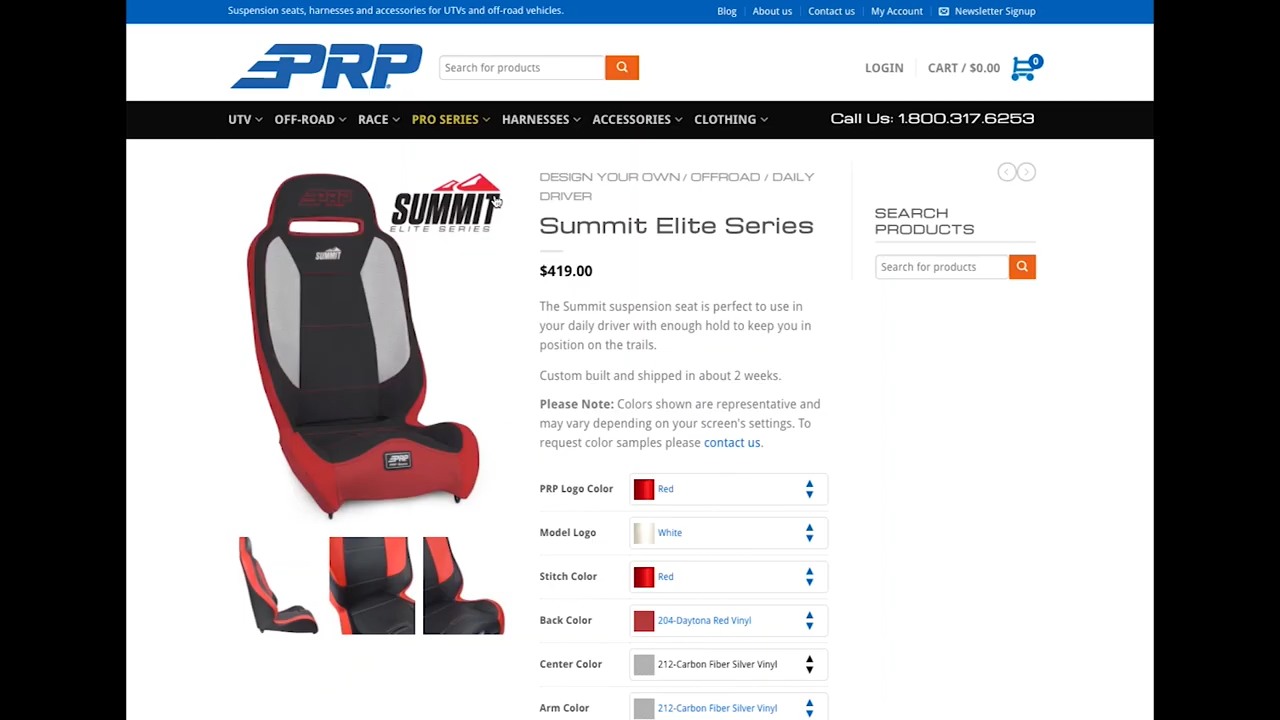 Suspension seats, harnesses and accessories for UTVs and off-road vehicles.
Blog About us Contact us My Account Newsletter Signup
PRP
Search for products
LOGIN CART / $0.00 0
UTV OFF-ROAD RACE PRO SERIES HARNESSES ACCESSORIES CLOTHING
Call Us: 1.800.317.6253
PRP
SUMMIT
SUMMIT
ELITE SERIES
PRP
DESIGN YOUR OWN / OFFROAD / DAILY
DRIVER
Summit Elite Series
$419.00
The Summit suspension seat is perfect to use in
your daily driver with enough hold to keep you in
position on the trails.
Custom built and shipped in about 2 weeks.
Please Note: Colors shown are representative and
may vary depending on your screen's settings. To
request color samples please contact us.
PRP Logo Color Red
Model Logo White
Stitch Color Red
Back Color 204-Daytona Red Vinyl
Center Color 212-Carbon Fiber Silver Vinyl
Arm Color 212-Carbon Fiber Silver Vinyl
SEARCH
PRODUCTS
Search for products